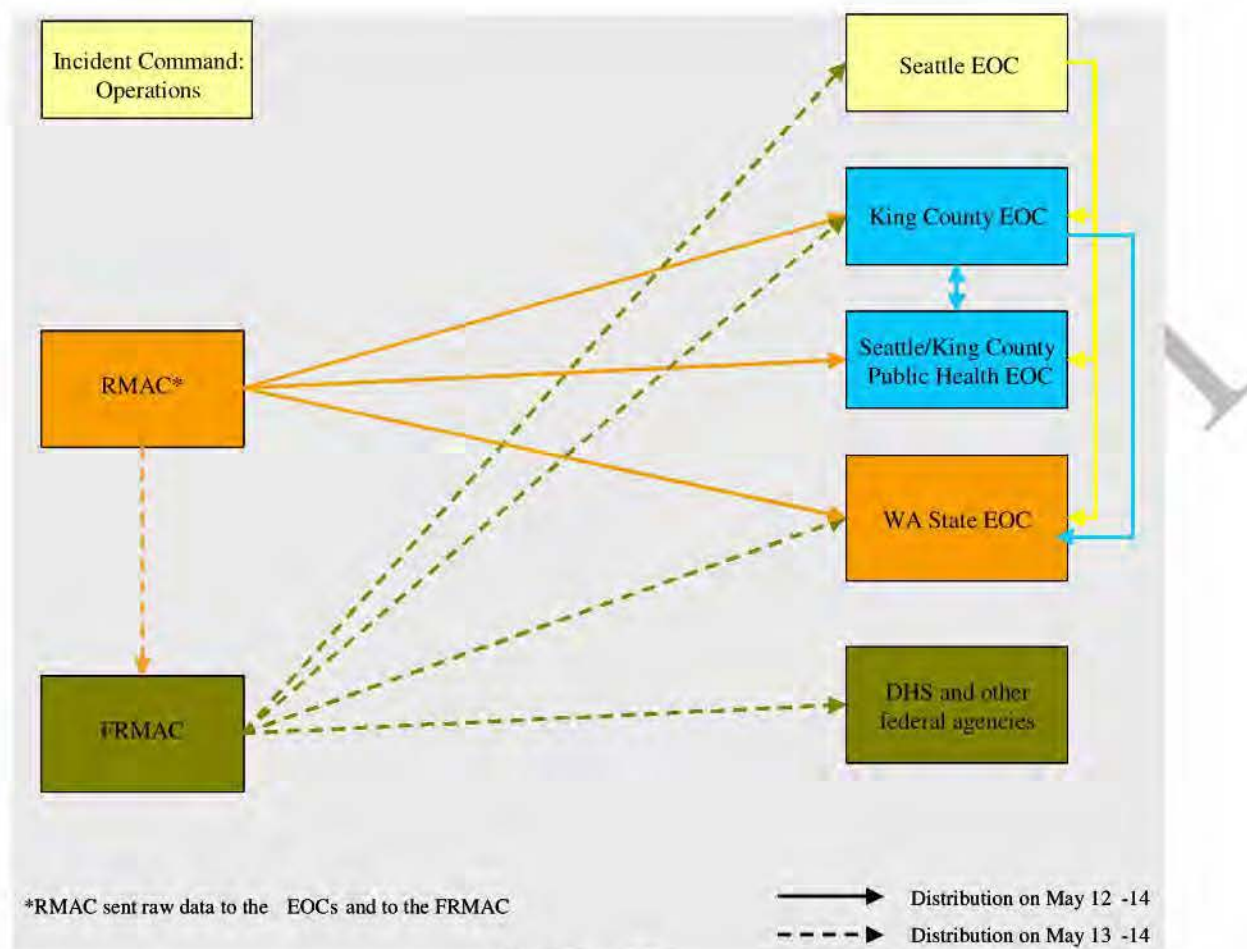 Incident Command:
Operations
Seattle EOC
King County EOC
RMAC*
Seattle/King County
Public Health EOC
WA State EOC
FRMAC
DHS and other
federal agencies
*RMAC sent raw data to the EOCs and to the FRMAC
Distribution on May 12 -14
Distribution on May 13 -14